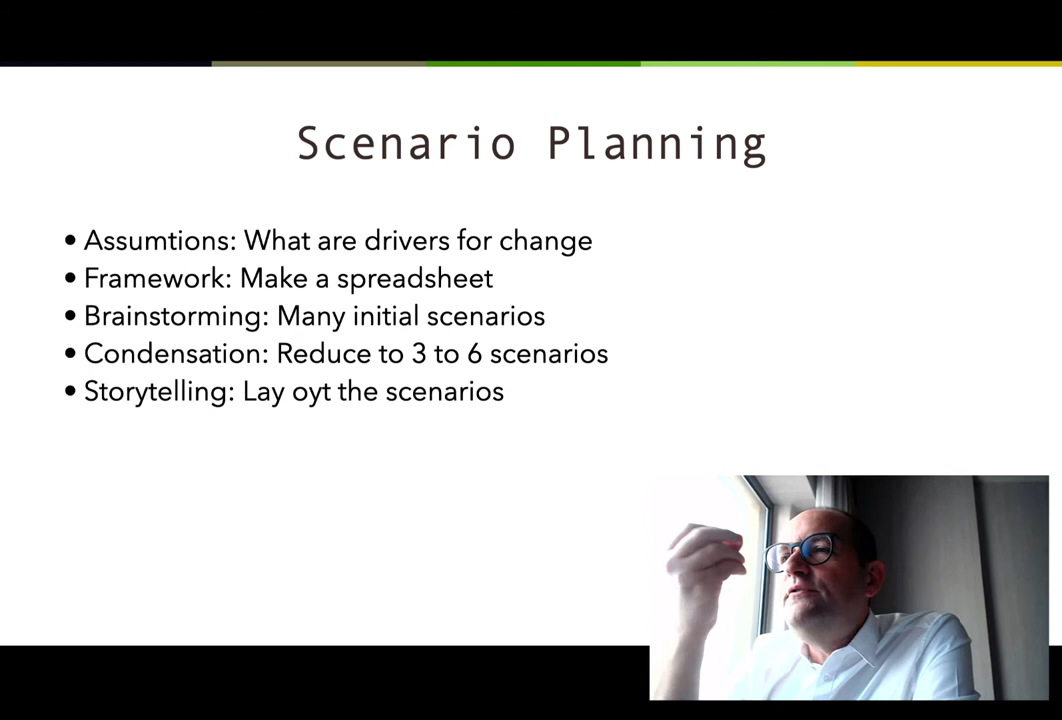 Scenario Planning
• Assumtions: What are drivers for change
• Framework: Make a spreadsheet
• Brainstorming: Many initial scenarios
• Condensation: Reduce to 3 to 6 scenarios
• Storytelling: Lay oyt the scenarios